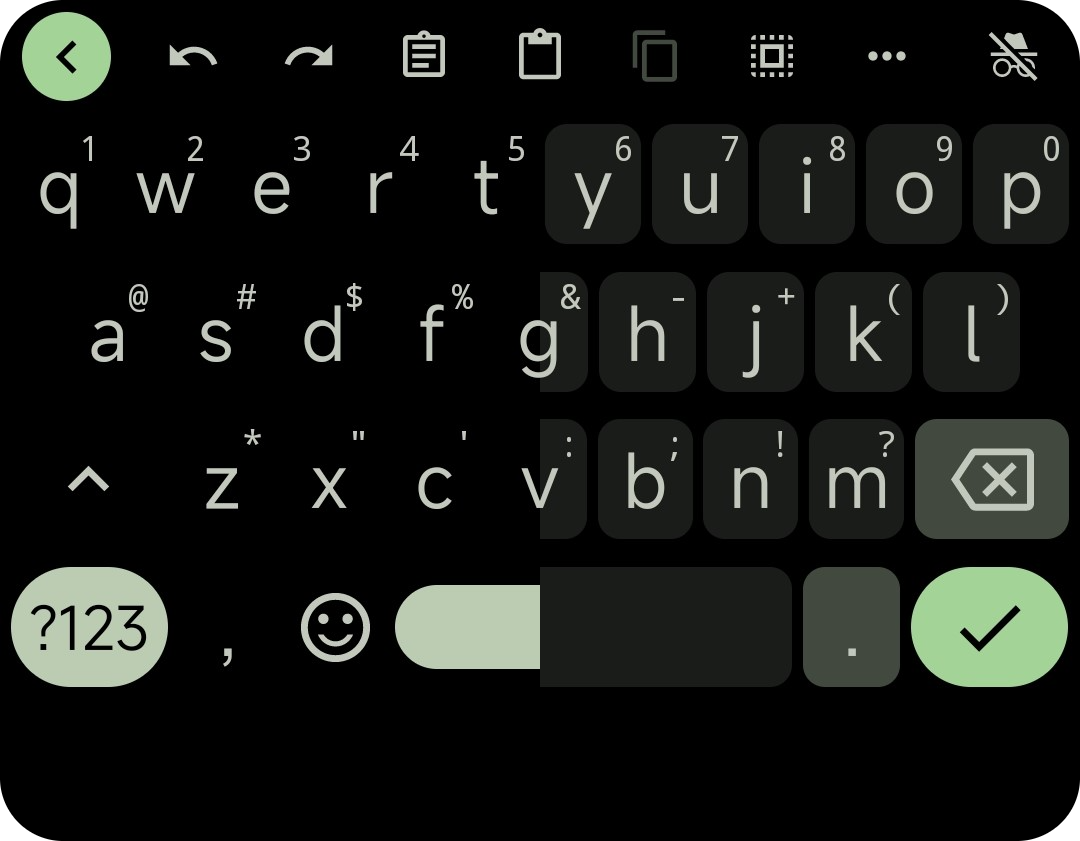 q 1 w 2 e 3 r 4 t 5 y 6 u 7 i 8 o 9 p 0
a @ s # d $ f % g & h - j + k ( l )
z * x " c ' v : b ; n ! m ?
?123 , .